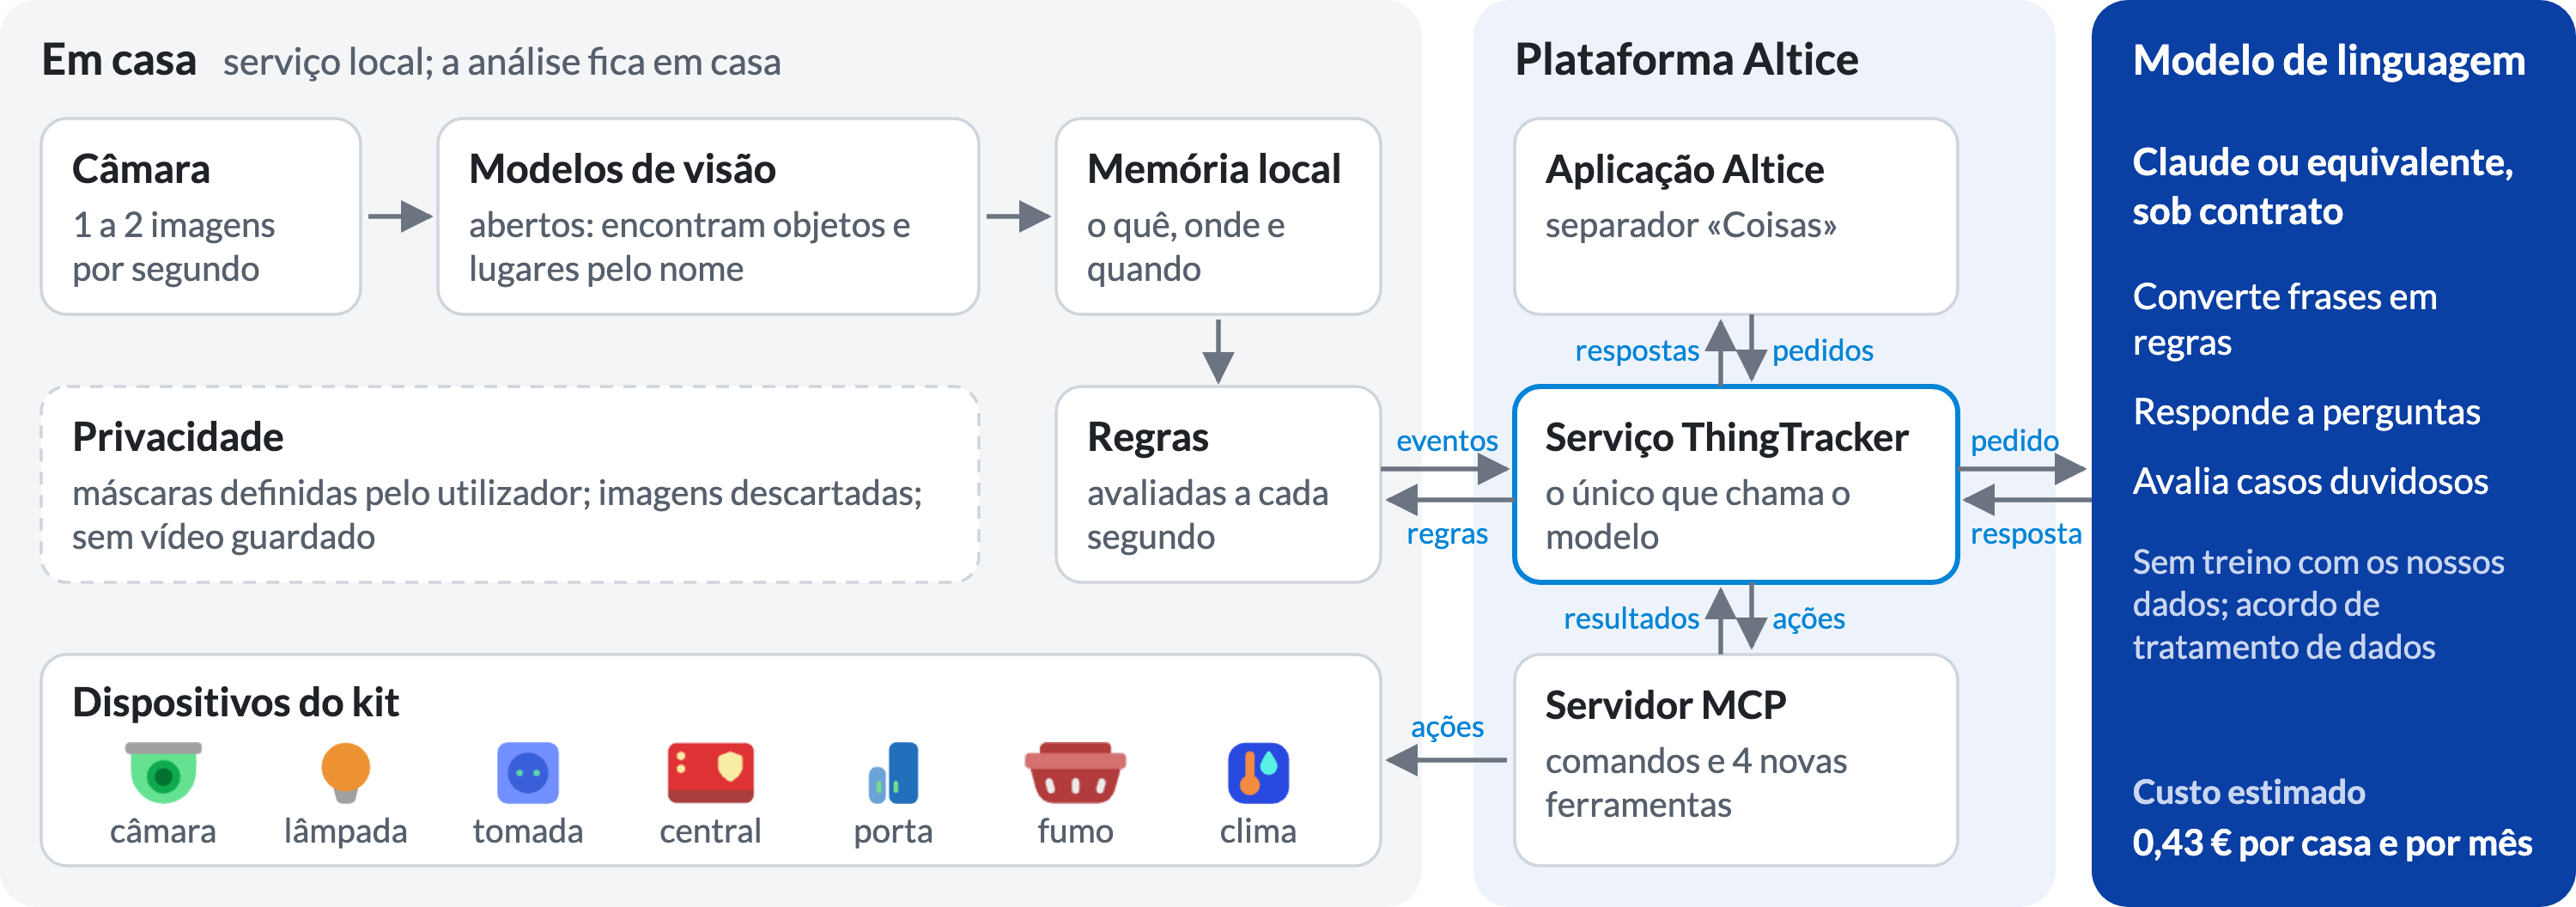 Em casa serviço local; a análise fica em casa
Câmara
1 a 2 imagens
por segundo
Modelos de visão
abertos: encontram objetos e
lugares pelo nome
Memória local
o quê, onde e
quando
Privacidade
máscaras definidas pelo utilizador; imagens descartadas;
sem vídeo guardado
Regras
avaliadas a cada
segundo
eventos
regras
Dispositivos do kit
câmara
lâmpada
tomada
central
porta
fumo
clima
ações
Plataforma Altice
Aplicação Altice
separador «Coisas»
respostas
pedidos
Serviço ThingTracker
o único que chama o
modelo
pedido
resposta
resultados
ações
Servidor MCP
comandos e 4 novas
ferramentas
Modelo de linguagem
Claude ou equivalente,
sob contrato
Converte frases em
regras
Responde a perguntas
Avalia casos duvidosos
Sem treino com os nossos
dados; acordo de
tratamento de dados
Custo estimado
0,43 € por casa e por mês